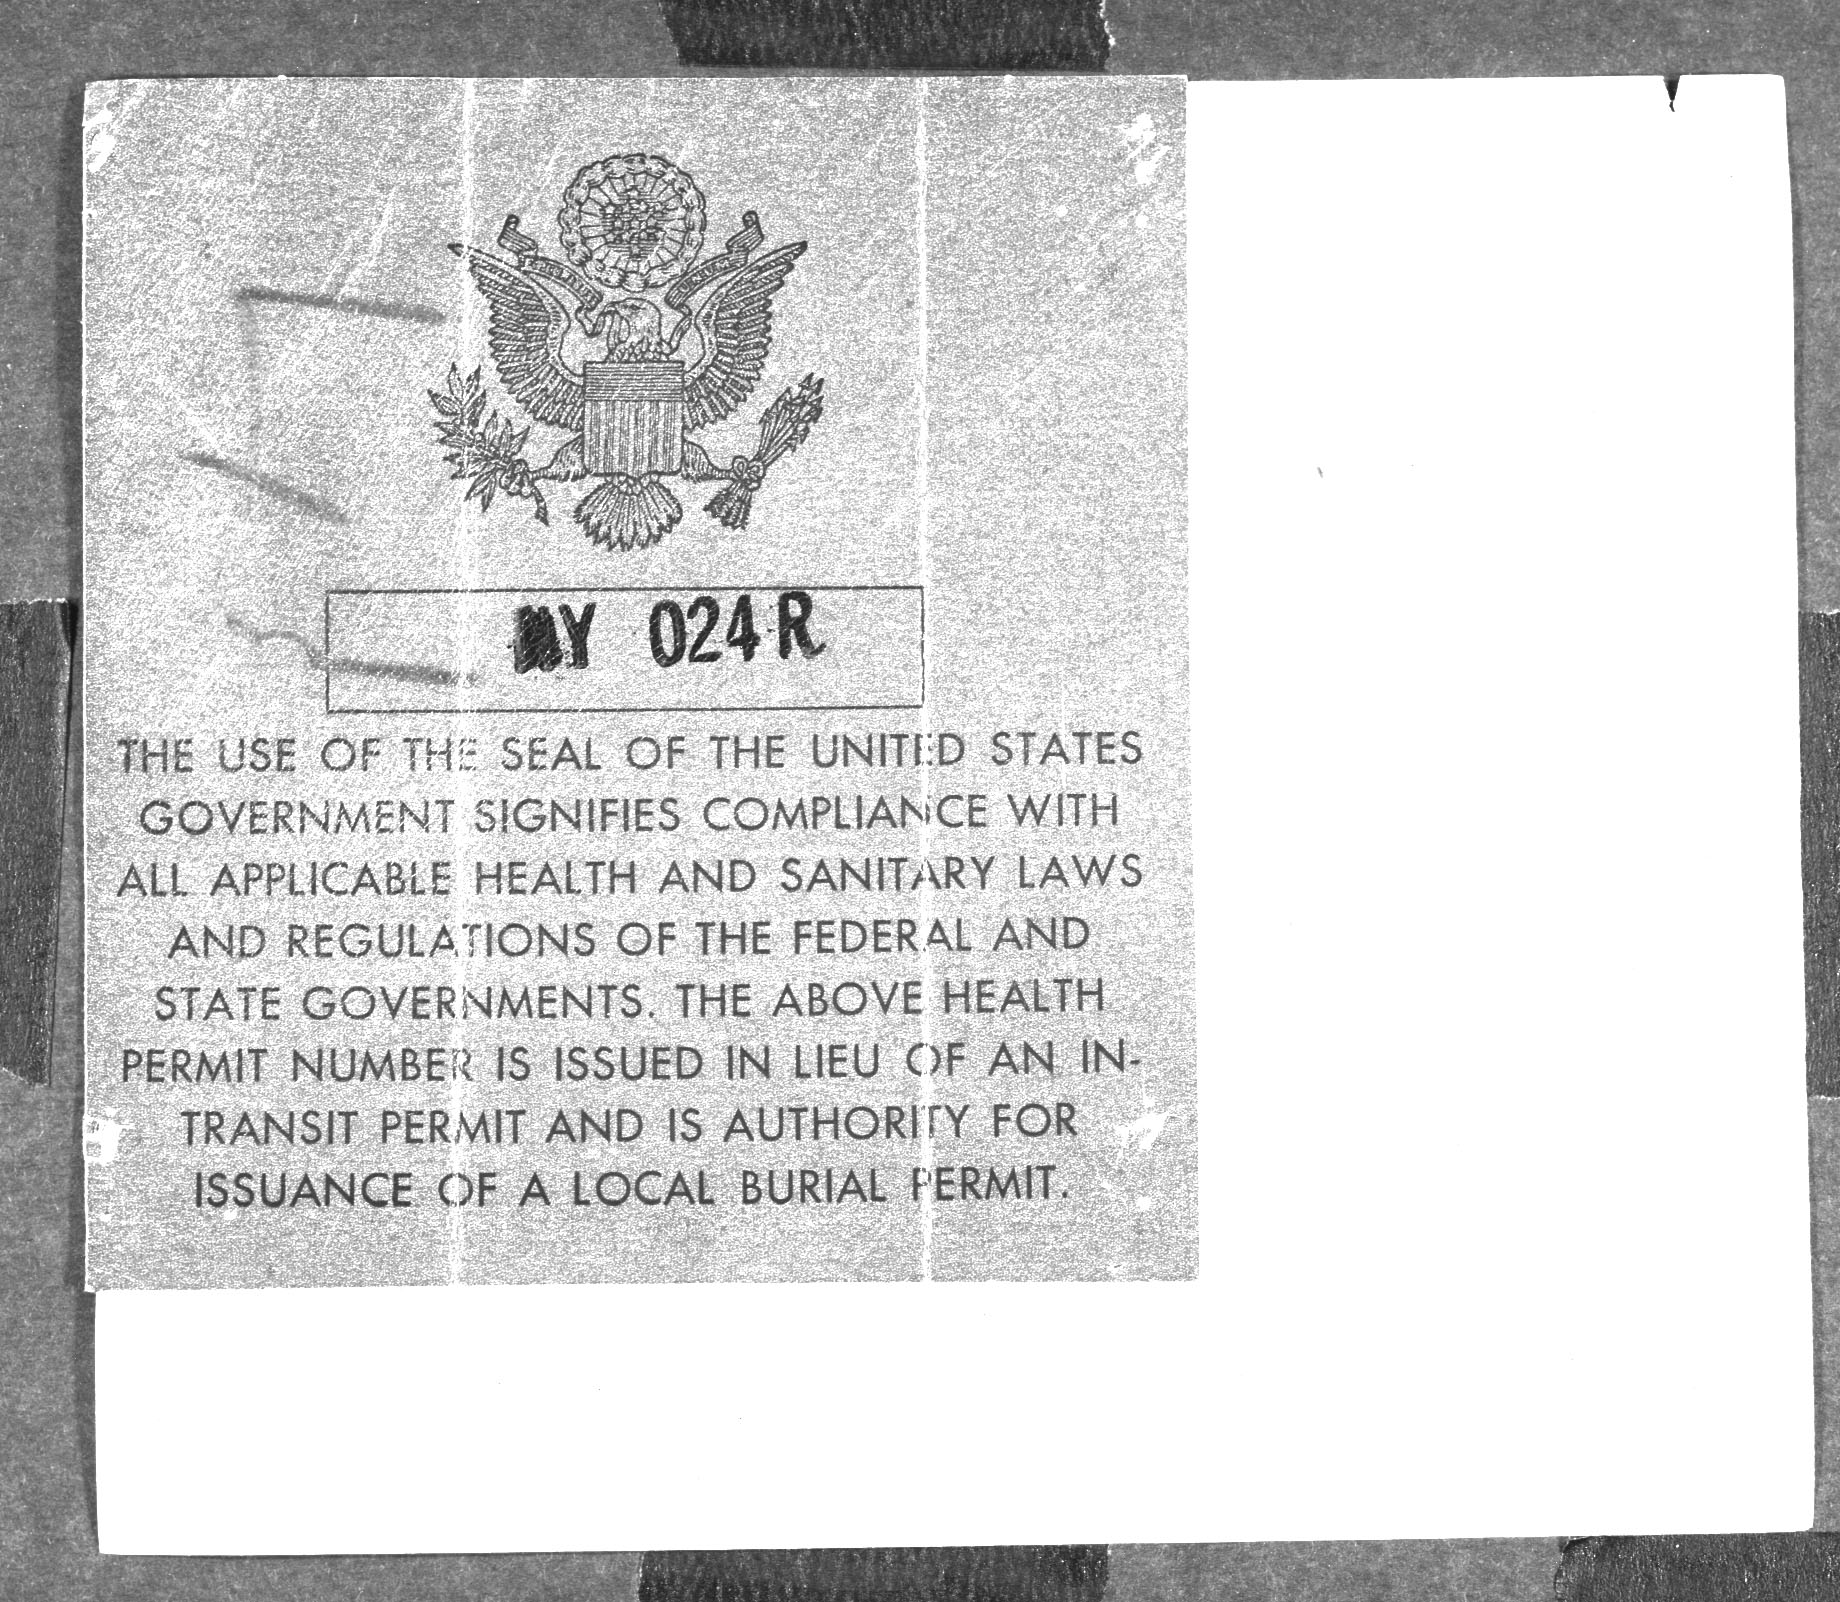 024 R
THE USE OF THE SEAL OF THE UNITED STATES
GOVERNMENT SIGNIFIES COMPLIANCE WITH
ALL APPLICABLE HEALTH AND SANITARY LAWS
AND REGULATIONS OF THE FEDERAL AND
STATE GOVERNMENTS. THE ABOVE HEALTH
PERMIT NUMBER IS ISSUED IN LIEU OF AN IN-
TRANSIT PERMIT AND IS AUTHORITY FOR
ISSUANCE OF A LOCAL BURIAL PERMIT.